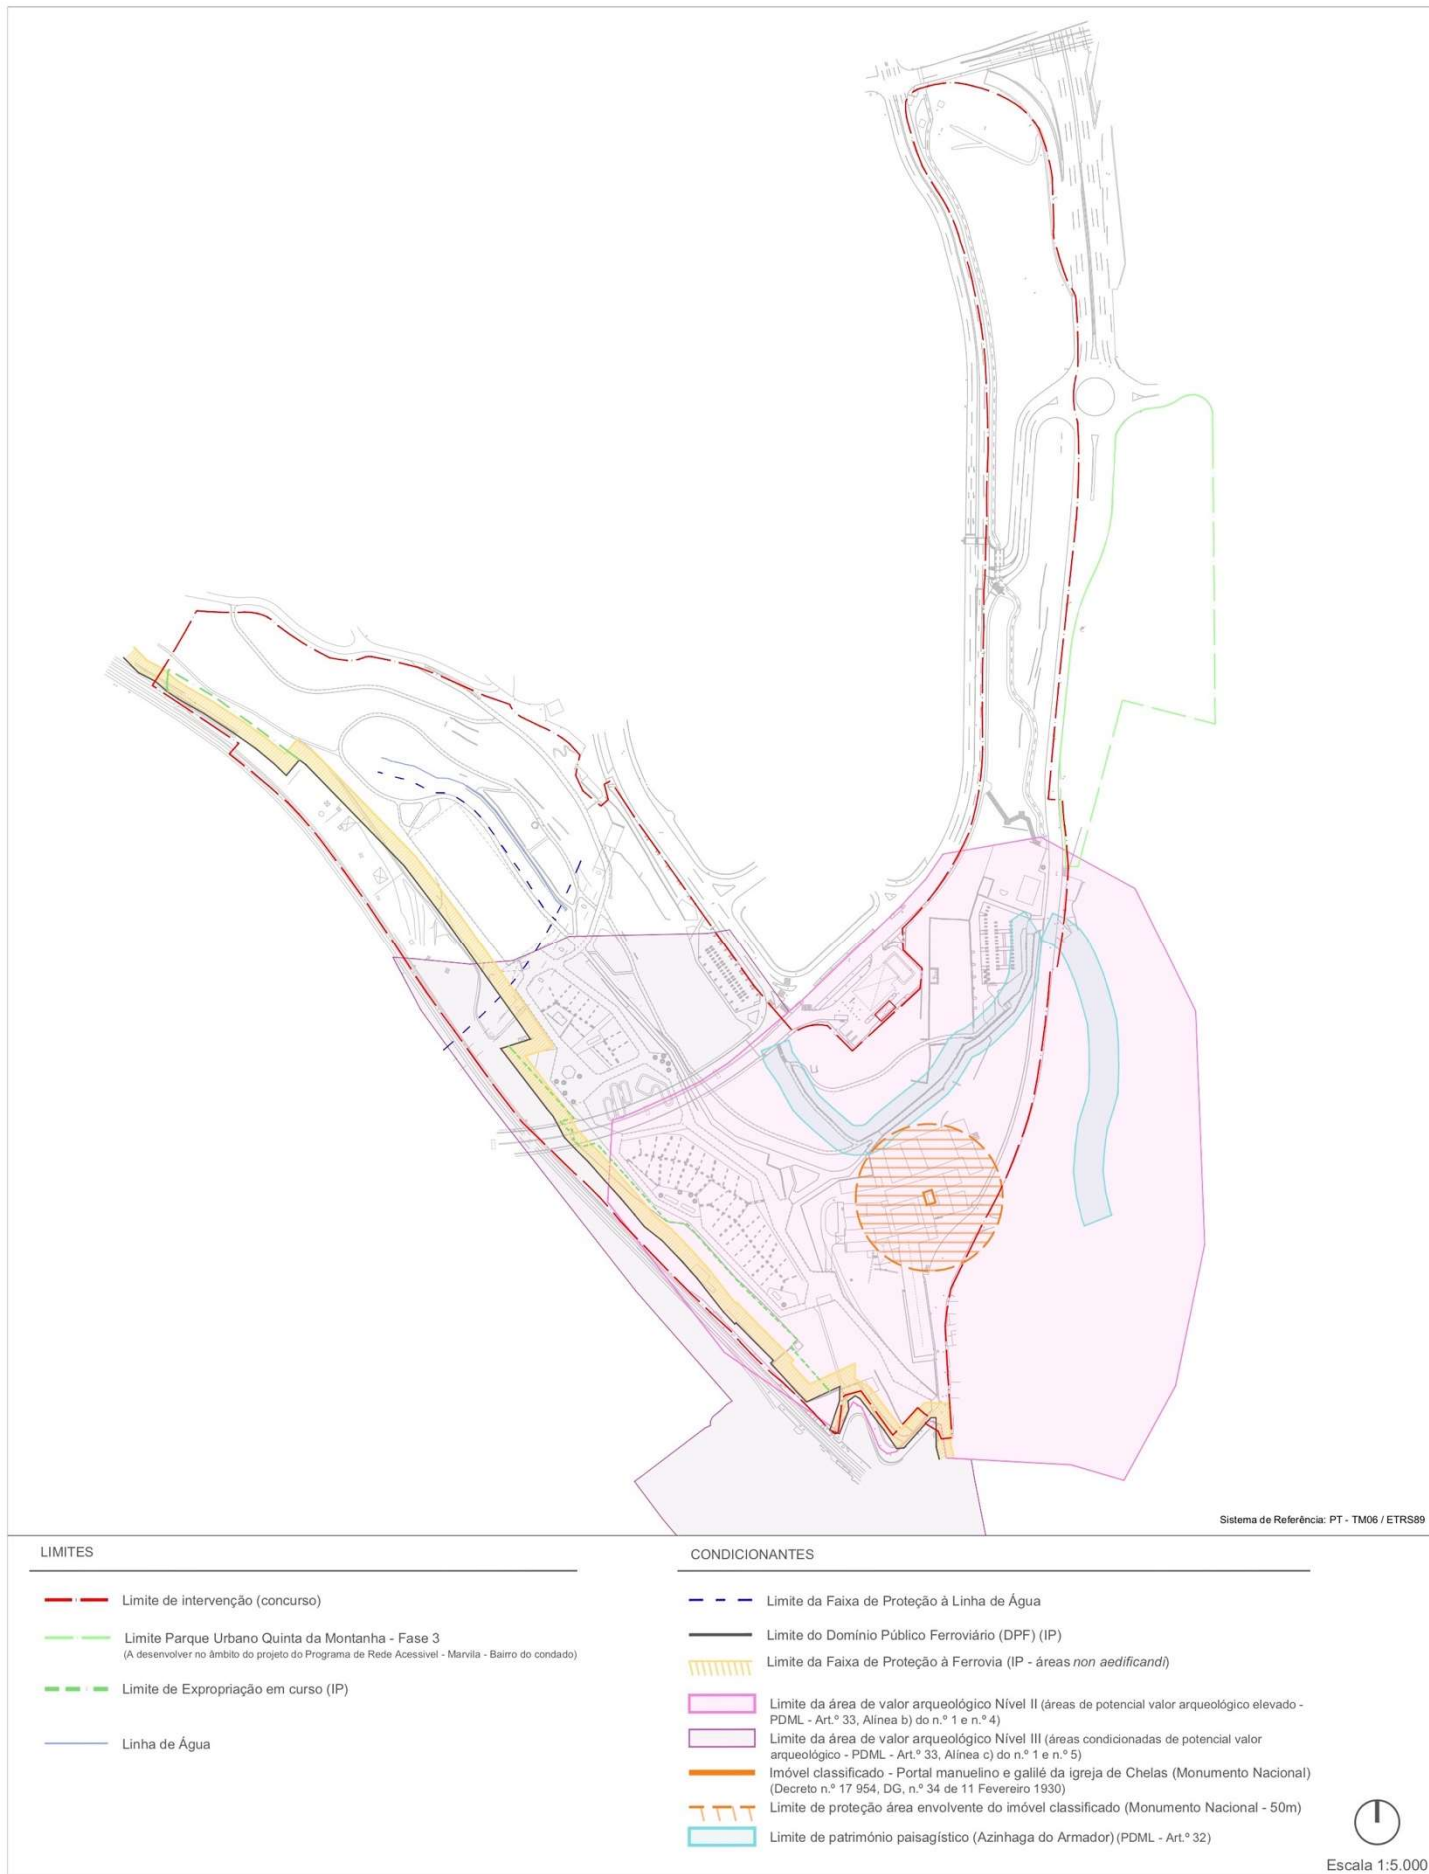 Sistema de Referência: PT - TM06 / ETRS89
LIMITES
Limite de intervenção (concurso)
Limite Parque Urbano Quinta da Montanha - Fase 3
(A desenvolver no âmbito do projeto do Programa de Rede Acessivel - Marvila - Bairro do condado)
Limite de Expropriação em curso (IP)
Linha de Água
CONDICIONANTES
Limite da Faixa de Proteção à Linha de Água
Limite do Domínio Público Ferroviário (DPF) (IP)
Limite da Faixa de Proteção à Ferrovia (IP - áreas non aedificandi)
Limite da área de valor arqueológico Nível II (áreas de potencial valor arqueológico elevado -
PDML - Art.º 33, Alínea b) do n.º 1 e n.º 4)
Limite da área de valor arqueológico Nível III (áreas condicionadas de potencial valor
arqueológico - PDML - Art.º 33, Alínea c) do n.º 1 e n.º 5)
Imóvel classificado - Portal manuelino e galilé da igreja de Chelas (Monumento Nacional)
(Decreto n.º 17 954, DG, n.º 34 de 11 Fevereiro 1930)
Limite de proteção área envolvente do imóvel classificado (Monumento Nacional - 50m)
Limite de património paisagístico (Azinhaga do Armador) (PDML - Art.º 32)
Escala 1:5.000